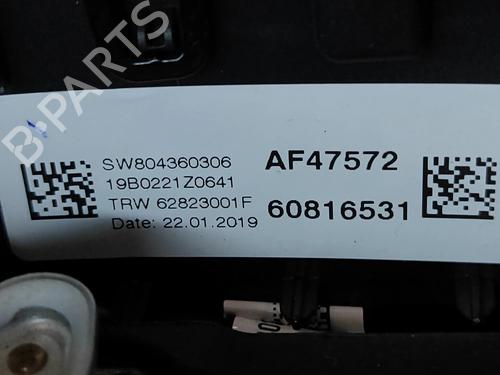 SW804360306
19B0221Z0641
TRW 62823001F
Date: 22.01.2019
AF47572
60816531
B-PARTS